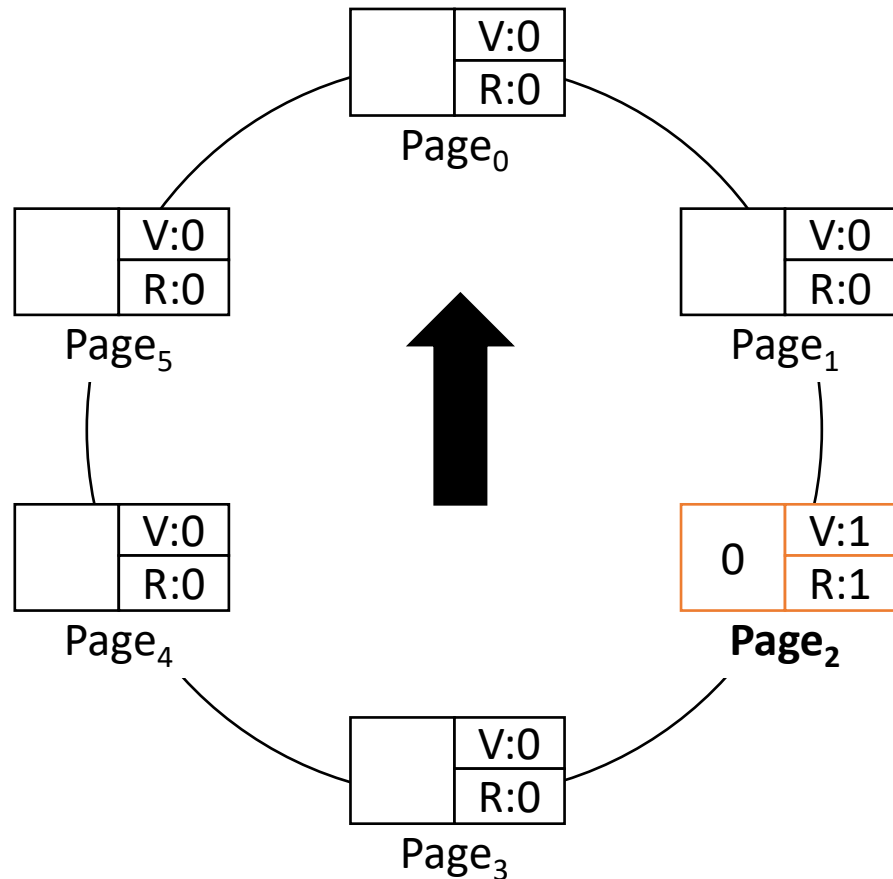 V:0
R:0
Page₀
V:0
R:0
Page₅
V:0
R:0
Page₁
V:0
R:0
Page₄
0
V:1
R:1
Page₂
V:0
R:0
Page₃